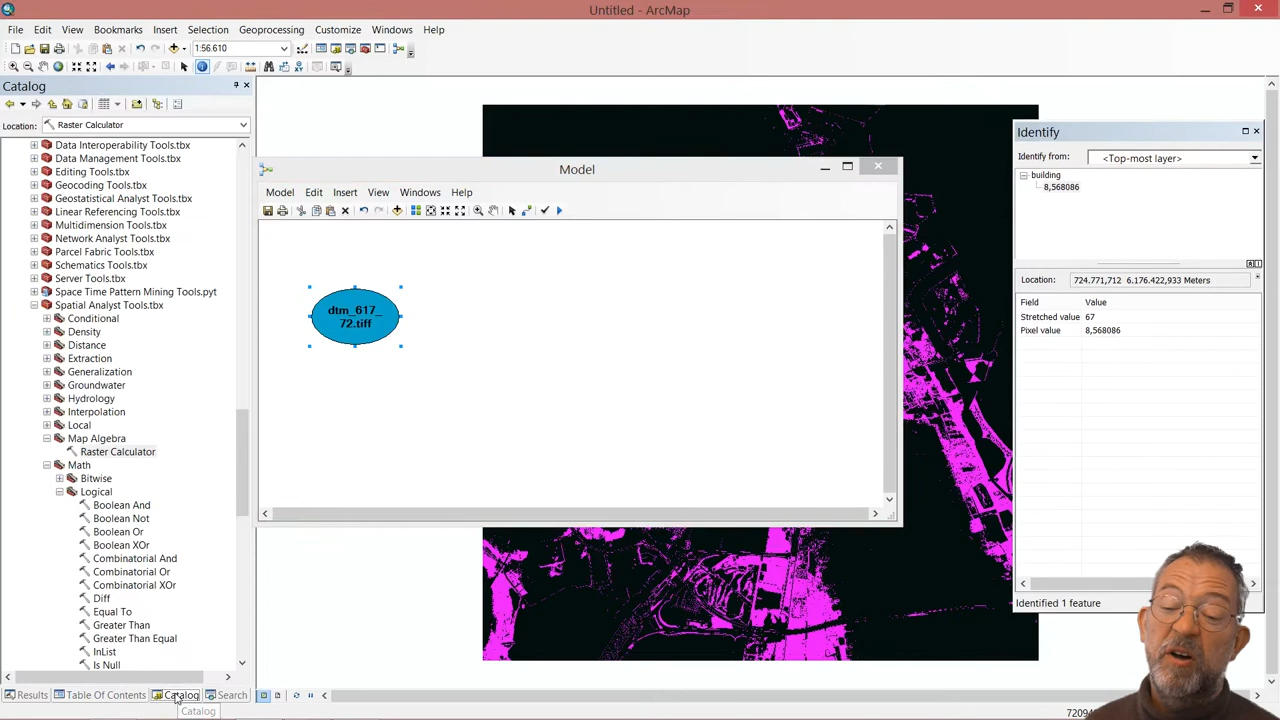 Untitled - ArcMap
File Edit View Bookmarks Insert Selection Geoprocessing Customize Windows Help
1:56.610
Catalog
Location: Raster Calculator
Data Interoperability Tools.tbx
Data Management Tools.tbx
Editing Tools.tbx
Geocoding Tools.tbx
Geostatistical Analyst Tools.tbx
Linear Referencing Tools.tbx
Multidimension Tools.tbx
Network Analyst Tools.tbx
Parcel Fabric Tools.tbx
Schematics Tools.tbx
Server Tools.tbx
Space Time Pattern Mining Tools.pyt
Spatial Analyst Tools.tbx
Conditional
Density
Distance
Extraction
Generalization
Groundwater
Hydrology
Interpolation
Local
Map Algebra
Raster Calculator
Math
Bitwise
Logical
Boolean And
Boolean Not
Boolean Or
Boolean XOr
Combinatorial And
Combinatorial Or
Combinatorial XOr
Diff
Equal To
Greater Than
Greater Than Equal
InList
Is Null
Results Table Of Contents Catalog Search
Catalog
Model
Model Edit Insert View Windows Help
dtm_617_
72.tiff
Identify
Identify from: <Top-most layer>
building
8,568086
Location: 724.771,712 6.176.422,933 Meters
Field Value
Stretched value 67
Pixel value 8,568086
Identified 1 feature